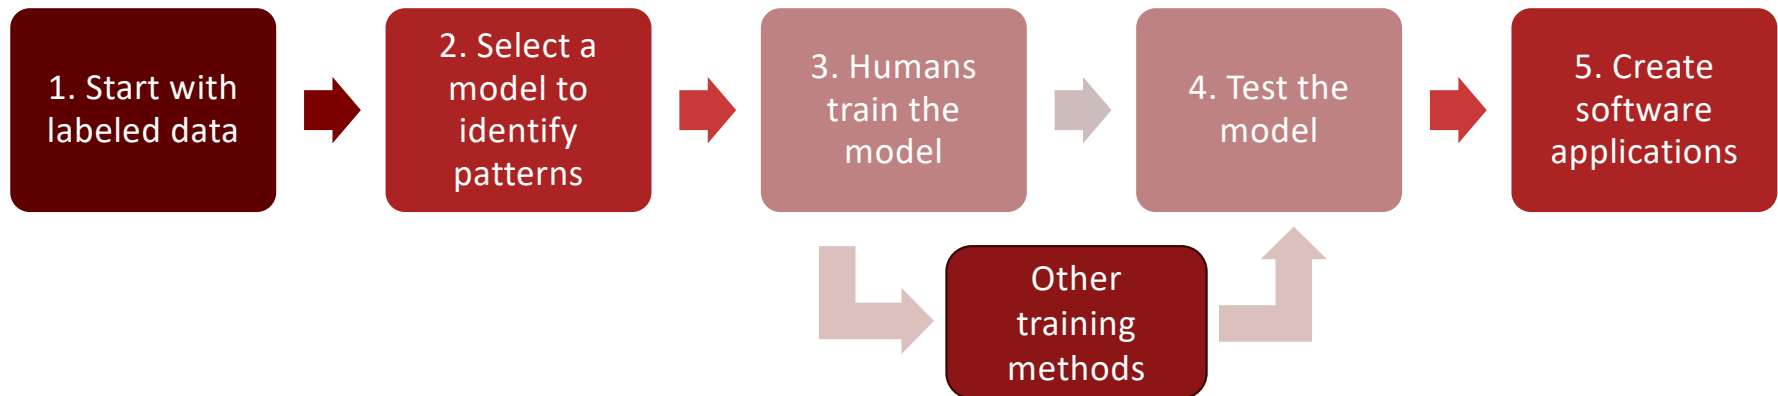 1. Start with
labeled data
2. Select a
model to
identify
patterns
3. Humans
train the
model
4. Test the
model
5. Create
software
applications
Other
training
methods